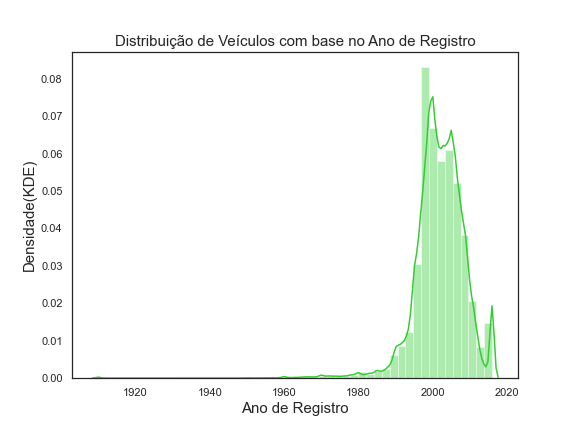 Distribuição de Veículos com base no Ano de Registro
Densidade(KDE)
0.08
0.07
0.06
0.05
0.04
0.03
0.02
0.01
0.00
1920 1940 1960 1980 2000 2020
Ano de Registro